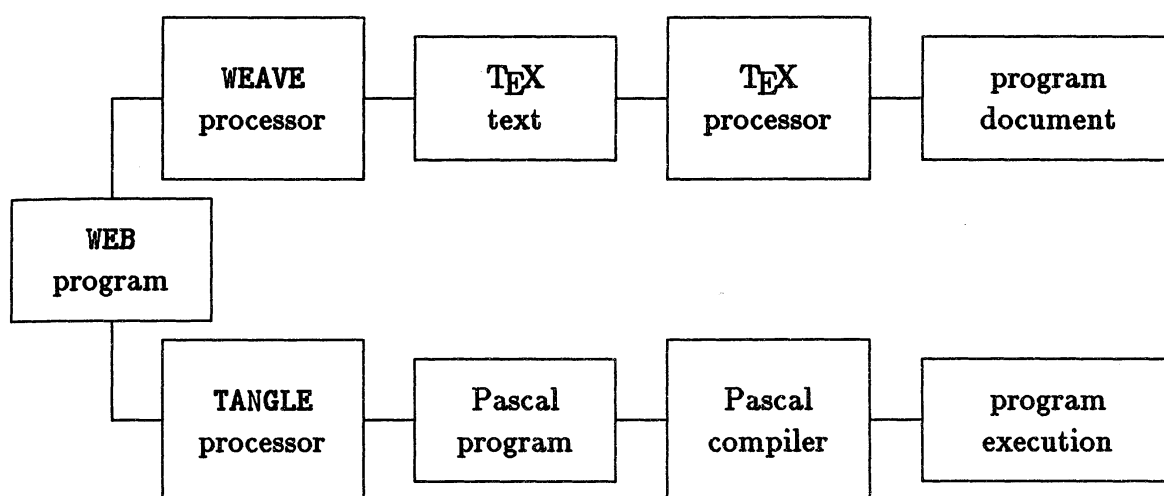 WEAVE
processor
TEX
text
TEX
processor
program
document
WEB
program
TANGLE
processor
Pascal
program
Pascal
compiler
program
execution